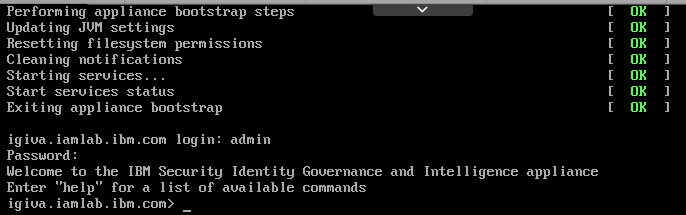 Performing appliance bootstrap steps [ OK ]
Updating JVM settings [ OK ]
Resetting filesystem permissions [ OK ]
Cleaning notifications [ OK ]
Starting services... [ OK ]
Start services status [ OK ]
Exiting appliance bootstrap [ OK ]
igiva.iamlab.ibm.com login: admin
Password:
Welcome to the IBM Security Identity Governance and Intelligence appliance
Enter "help" for a list of available commands
igiva.iamlab.ibm.com> _